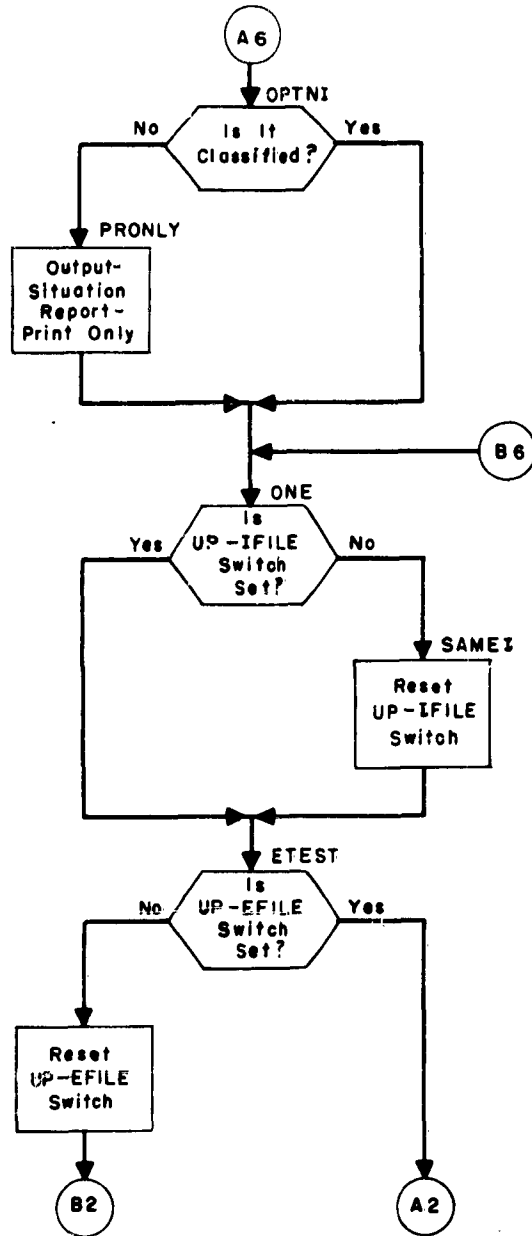 A6
OPTNI
No
Is It
Classified?
Yes
PRONLY
Output-
Situation
Report-
Print Only
B6
ONE
Yes
Is
UP-IFILE
Switch
Set?
No
SAMEI
Reset
UP-IFILE
Switch
ETEST
No
Is
UP-EFILE
Switch
Set?
Yes
Reset
UP-EFILE
Switch
B2
A2